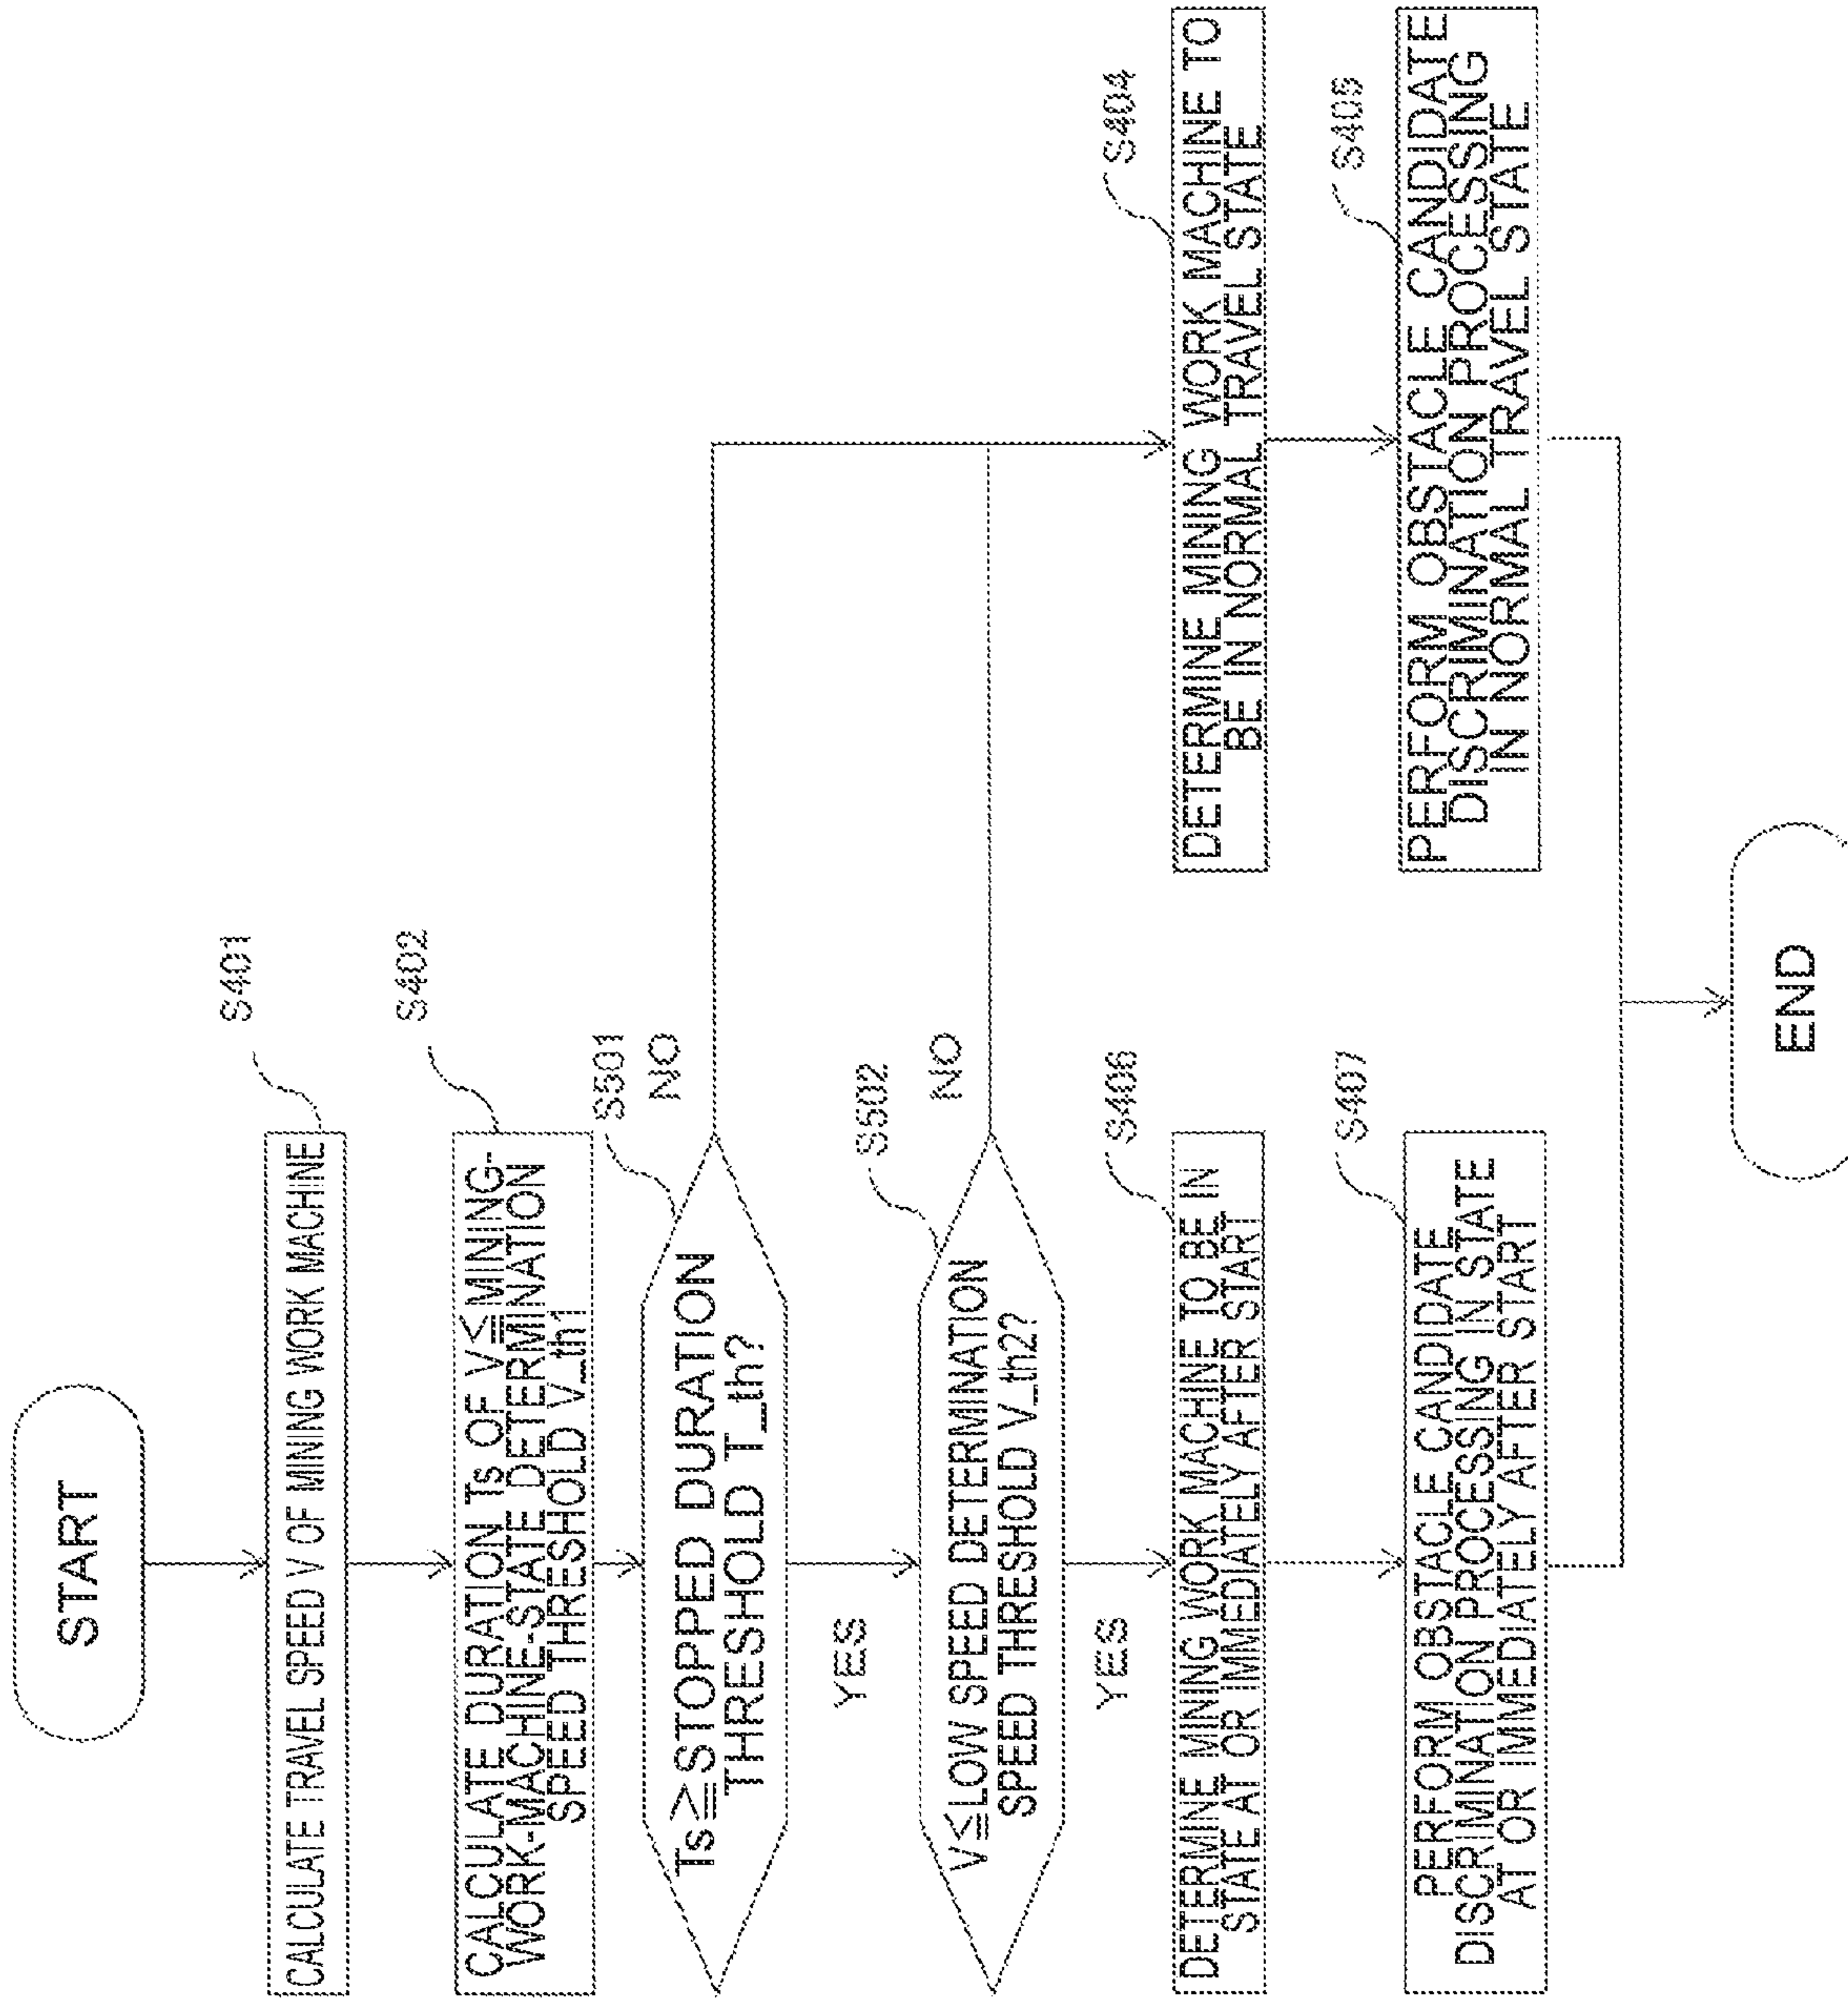 START
CALCULATE TRAVEL SPEED V OF MINING WORK MACHINE
S401
CALCULATE DURATION Ts OF V≦MINING-
WORK-MACHINE-STATE DETERMINATION
SPEED THRESHOLD V_th1
S402
Ts≧STOPPED DURATION
THRESHOLD T_th?
S501
NO
YES
V≦LOW SPEED DETERMINATION
SPEED THRESHOLD V_th2?
S502
NO
YES
DETERMINE MINING WORK MACHINE TO BE IN
STATE AT OR IMMEDIATELY AFTER START
S406
PERFORM OBSTACLE CANDIDATE
DISCRIMINATION PROCESSING IN STATE
AT OR IMMEDIATELY AFTER START
S407
DETERMINE MINING WORK MACHINE TO
BE IN NORMAL TRAVEL STATE
S404
PERFORM OBSTACLE CANDIDATE
DISCRIMINATION PROCESSING
IN NORMAL TRAVEL STATE
S405
END